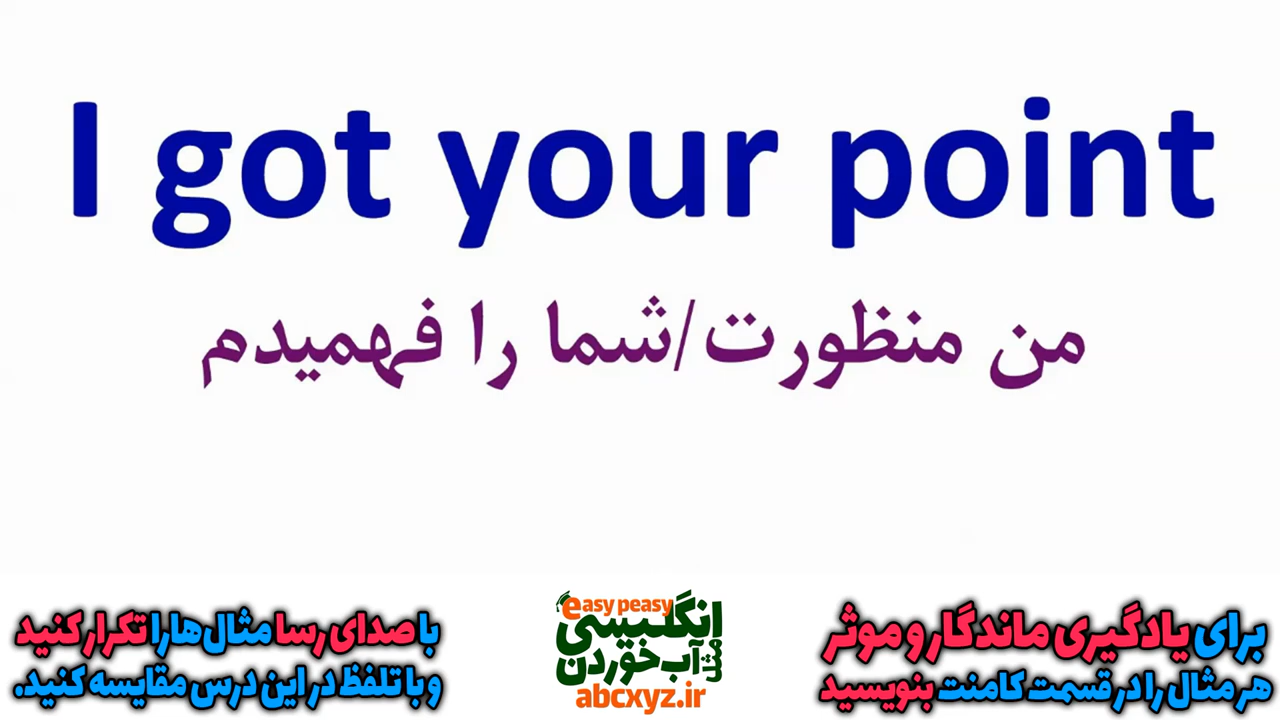 I got your point
من منظورت/شما را فهمیدم
برای یادگیری ماندگار و موثر
هر مثال را در قسمت کامنت بنویسید
easy peasy
انگلیسی
مثل
آب خوردن
abcxyz.ir
با صدای رسا مثال‌ها را تکرار کنید
و با تلفظ در این درس مقایسه کنید.